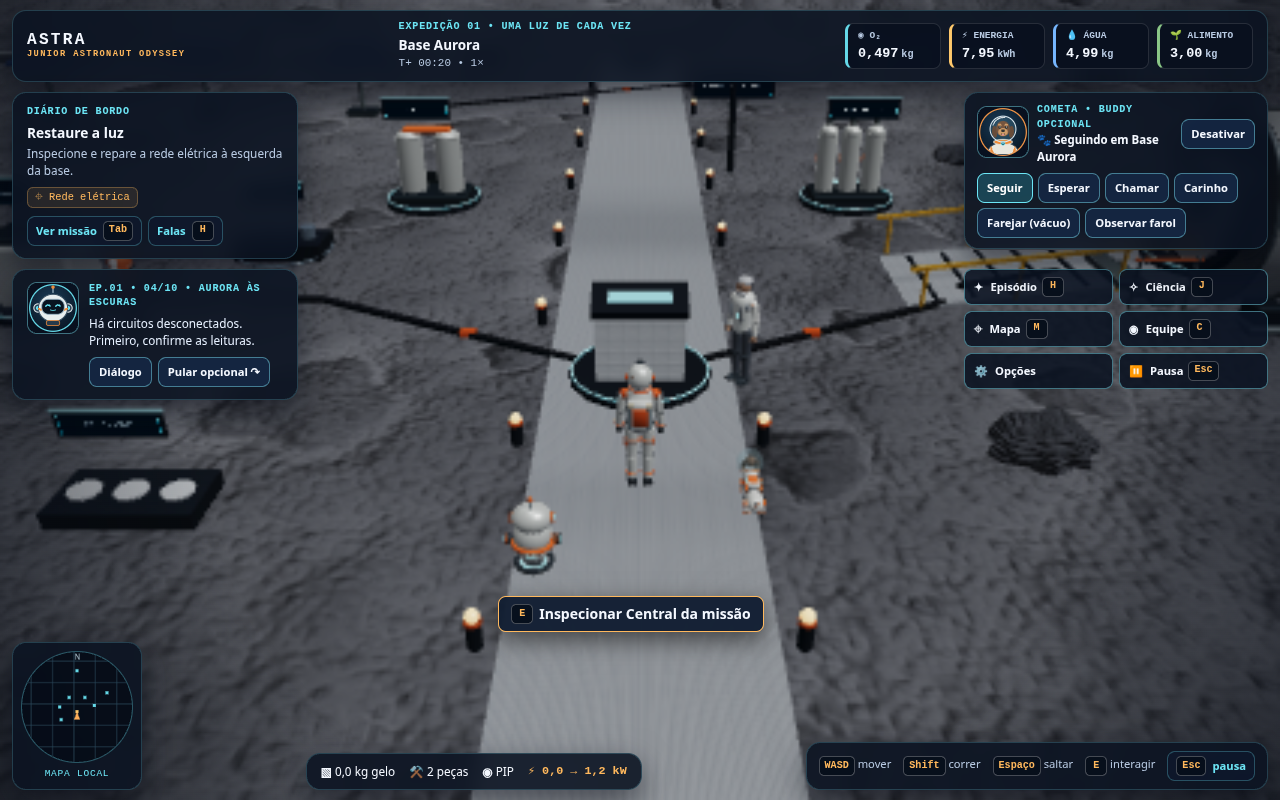 ASTRA
JUNIOR ASTRONAUT ODYSSEY
EXPEDIÇÃO 01 • UMA LUZ DE CADA VEZ
Base Aurora
T+ 00:20 • 1×
◉ O₂
0,497 kg
⚡ ENERGIA
7,95 kWh
💧 ÁGUA
4,99 kg
🌱 ALIMENTO
3,00 kg
DIÁRIO DE BORDO
Restaure a luz
Inspecione e repare a rede elétrica à esquerda
da base.
⌖ Rede elétrica
Ver missão Tab
Falas H
EP.01 • 04/10 • AURORA ÀS
ESCURAS
Há circuitos desconectados.
Primeiro, confirme as leituras.
Diálogo
Pular opcional ↷
COMETA • BUDDY
OPCIONAL
🐾 Seguindo em Base
Aurora
Desativar
Seguir
Esperar
Chamar
Carinho
Farejar (vácuo)
Observar farol
✦ Episódio H
✧ Ciência J
⌖ Mapa M
◉ Equipe C
⚙️ Opções
⏸️ Pausa Esc
E Inspecionar Central da missão
N
MAPA LOCAL
▧ 0,0 kg gelo
⚒️ 2 peças
◉ PIP
⚡ 0,0 → 1,2 kW
WASD mover
Shift correr
Espaço saltar
E interagir
Esc pausa